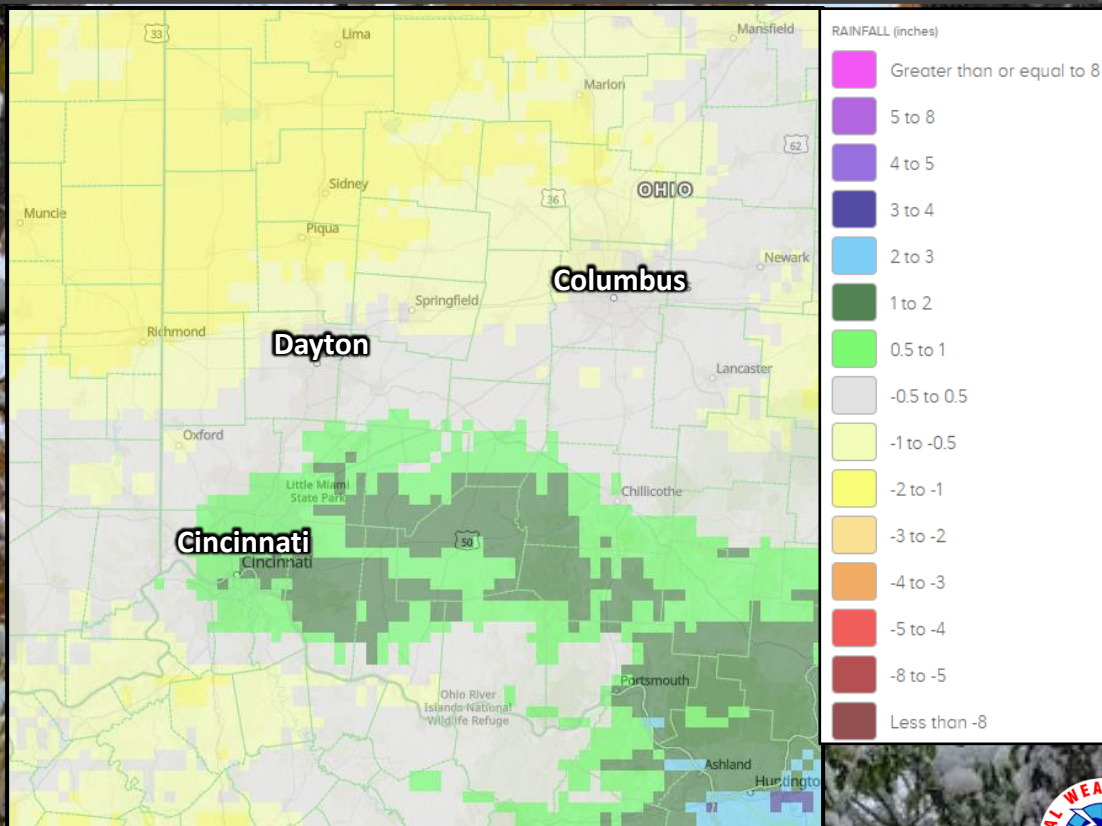 33
Lima
Mansfield
Marion
62
Sidney
36
OHIO
Muncie
Piqua
Newark
Columbus
Springfield
Richmond
Dayton
Lancaster
Oxford
Little Miami
State Park
Chillicothe
Cincinnati
50
Cincinnati
Portsmouth
Ohio River
Islands National
Wildlife Refuge
Ashland
Huntingto
RAINFALL (inches)
Greater than or equal to 8
5 to 8
4 to 5
3 to 4
2 to 3
1 to 2
0.5 to 1
-0.5 to 0.5
-1 to -0.5
-2 to -1
-3 to -2
-4 to -3
-5 to -4
-8 to -5
Less than -8
AL WEA